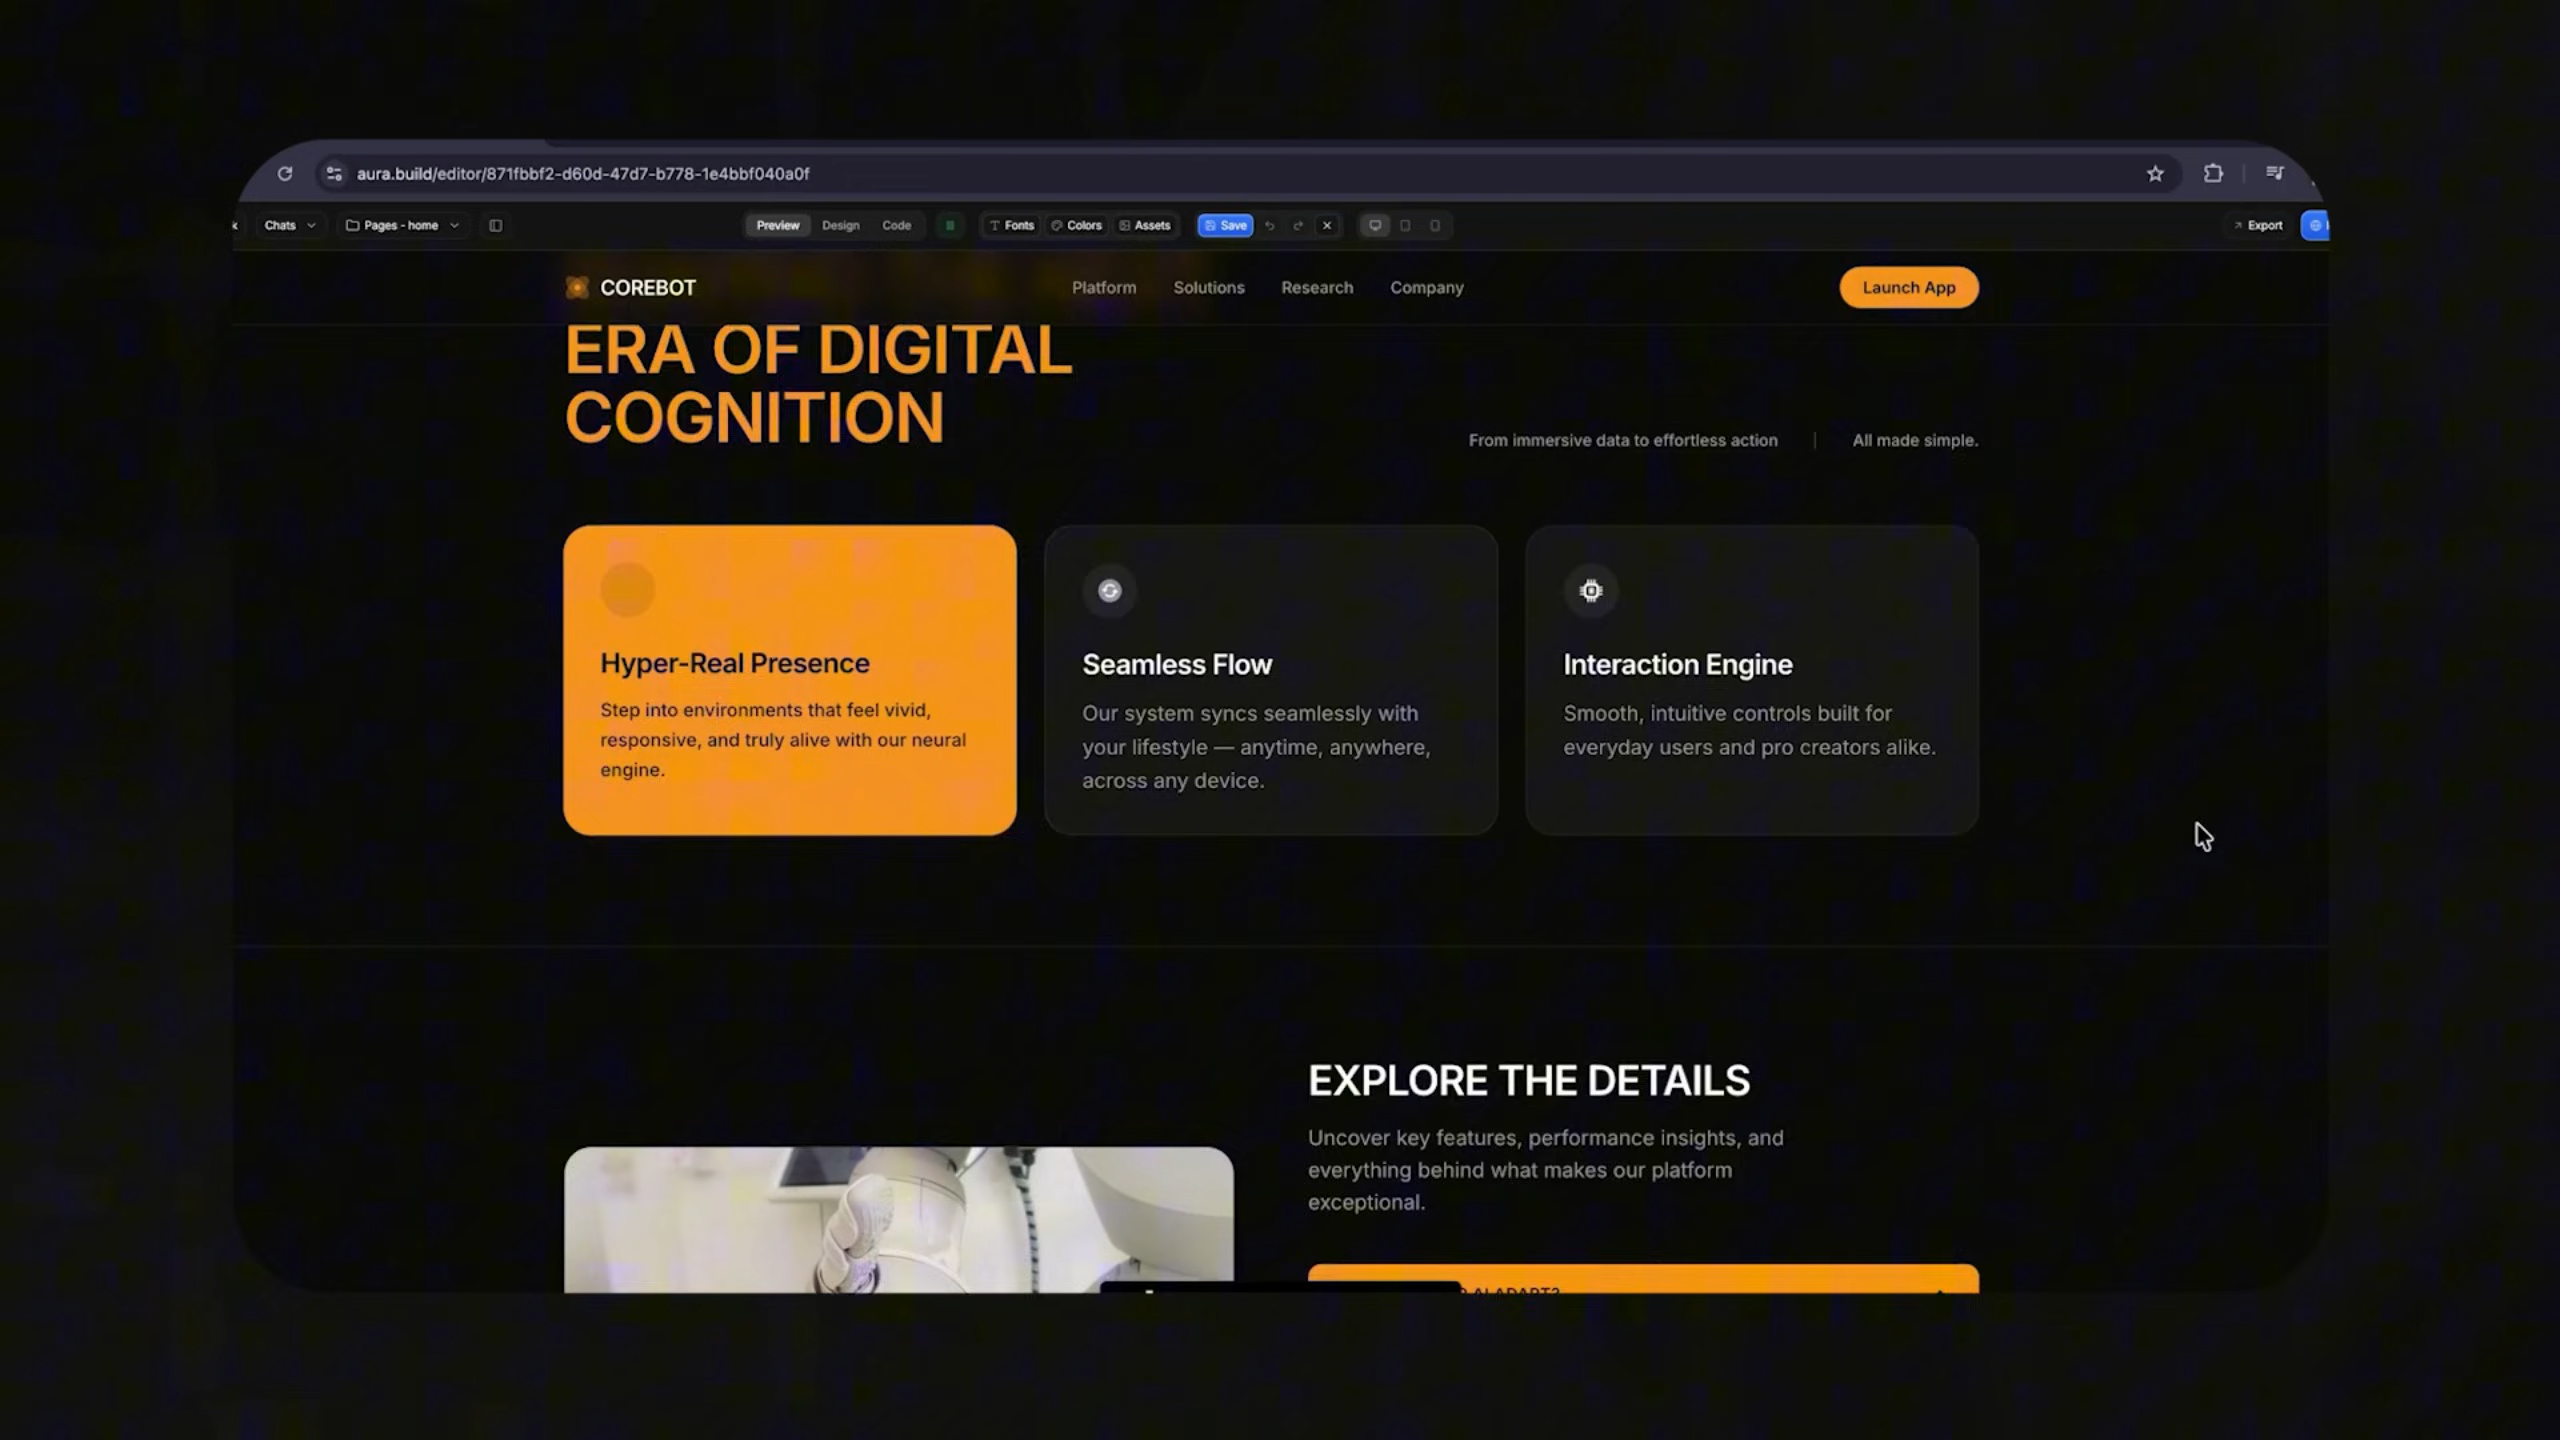 aura.build/editor/871fbbf2-d60d-47d7-b778-1e4bbf040a0f
Chats
Pages - home
Preview
Design
Code
Fonts
Colors
Assets
Save
Export
COREBOT
Platform
Solutions
Research
Company
Launch App
ERA OF DIGITAL
COGNITION
From immersive data to effortless action
All made simple.
Hyper-Real Presence
Step into environments that feel vivid,
responsive, and truly alive with our neural
engine.
Seamless Flow
Our system syncs seamlessly with
your lifestyle — anytime, anywhere,
across any device.
Interaction Engine
Smooth, intuitive controls built for
everyday users and pro creators alike.
EXPLORE THE DETAILS
Uncover key features, performance insights, and
everything behind what makes our platform
exceptional.
AI ADAPT?